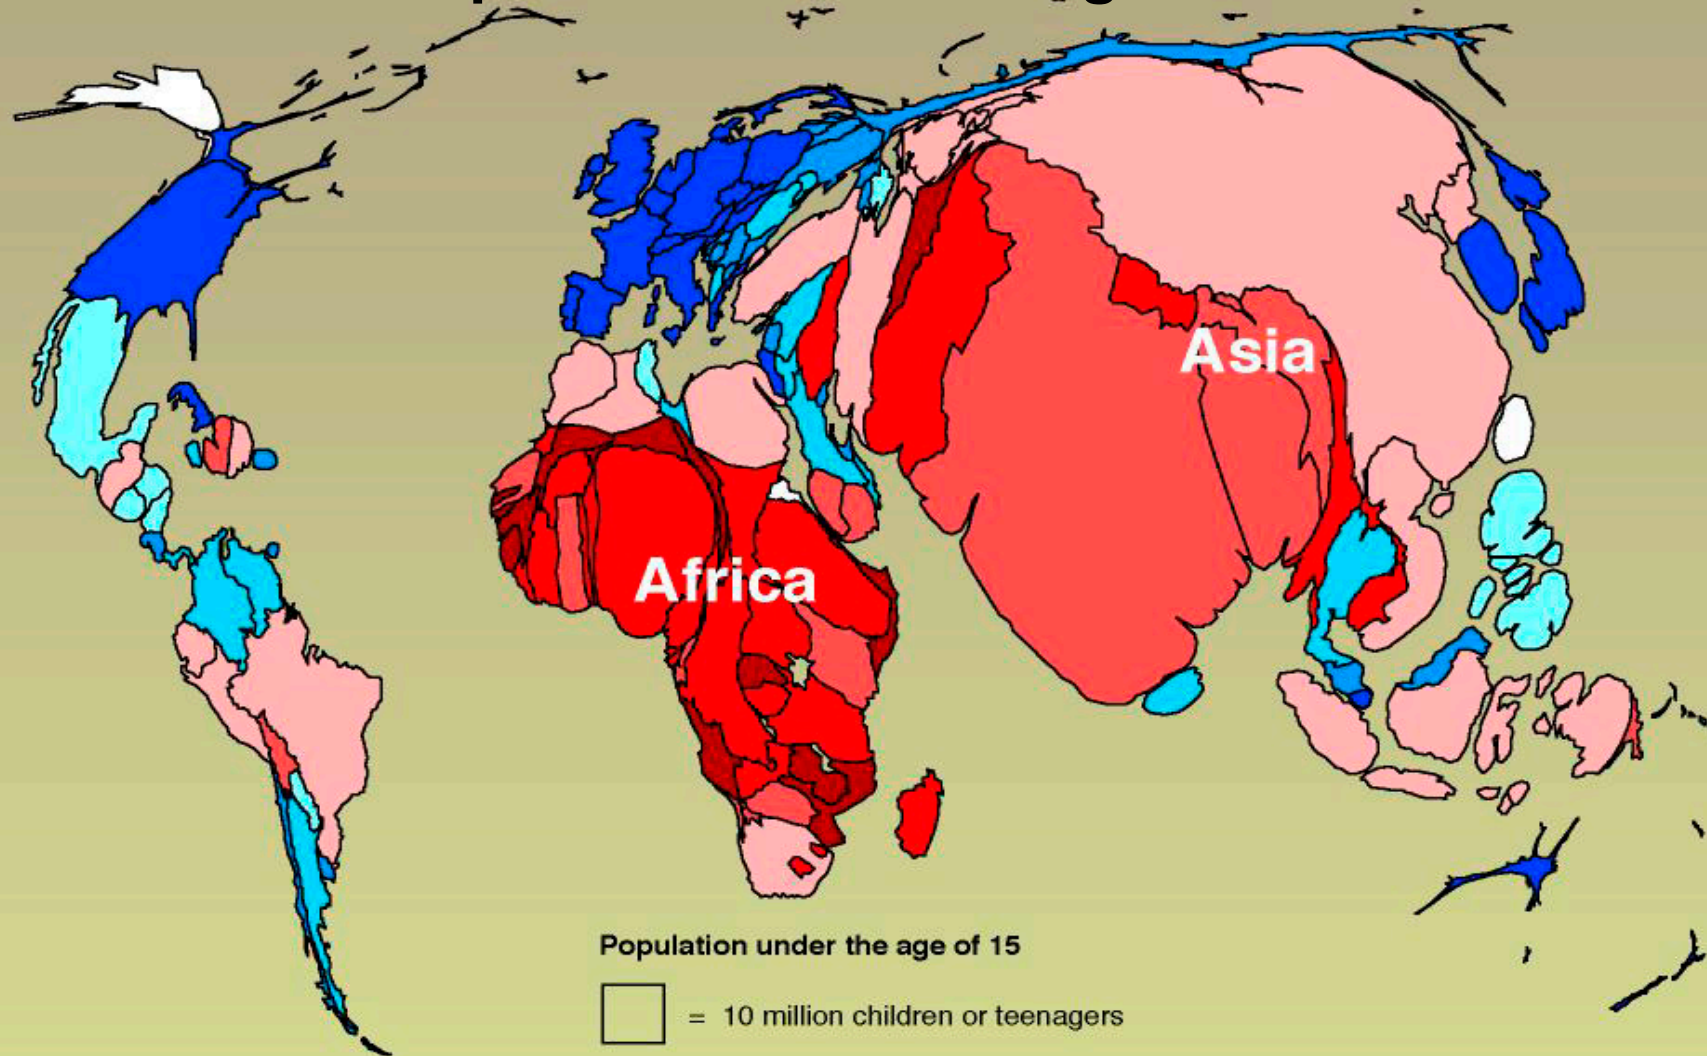 Asia
Africa
Population under the age of 15
= 10 million children or teenagers